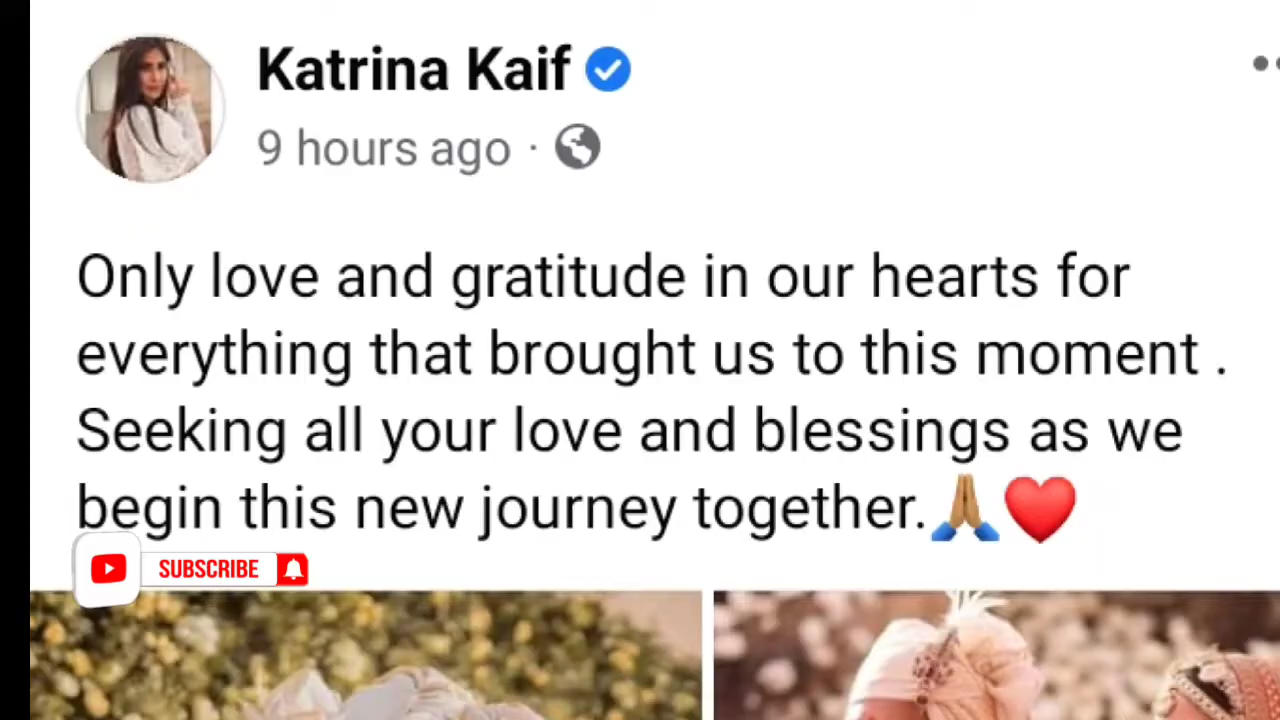 Katrina Kaif
9 hours ago ·
Only love and gratitude in our hearts for
everything that brought us to this moment .
Seeking all your love and blessings as we
begin this new journey together.🙏🏽❤️
SUBSCRIBE